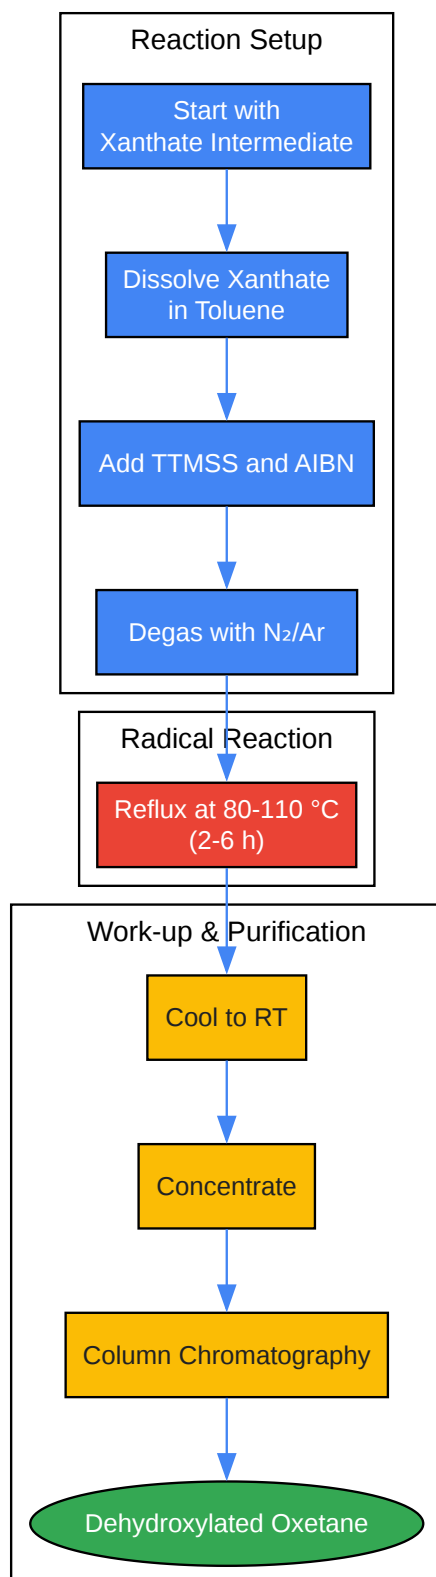 Reaction Setup
Start with
Xanthate Intermediate
Dissolve Xanthate
in Toluene
Add TTMSS and AIBN
Degas with N₂/Ar
Radical Reaction
Reflux at 80-110 °C
(2-6 h)
Work-up & Purification
Cool to RT
Concentrate
Column Chromatography
Dehydroxylated Oxetane